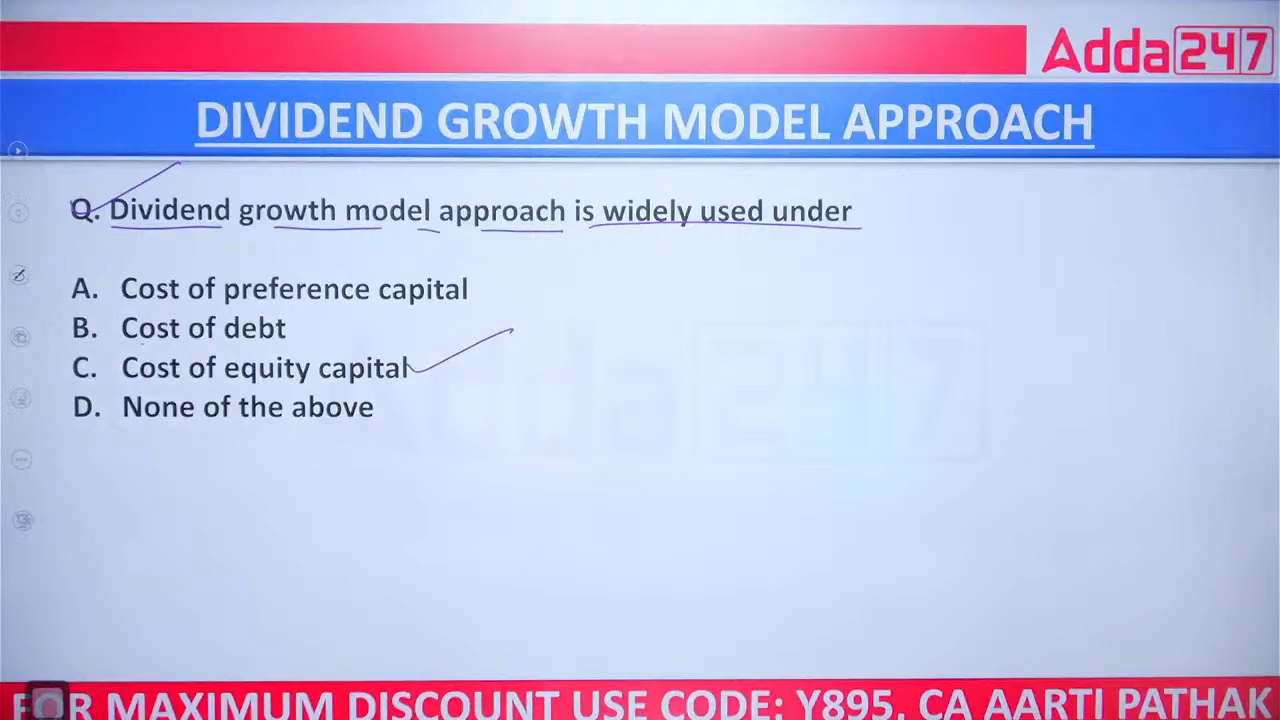 Adda247
DIVIDEND GROWTH MODEL APPROACH
Q. Dividend growth model approach is widely used under
A. Cost of preference capital
B. Cost of debt
C. Cost of equity capital
D. None of the above
Adda247
FOR MAXIMUM DISCOUNT USE CODE: Y895, CA AARTI PATHAK